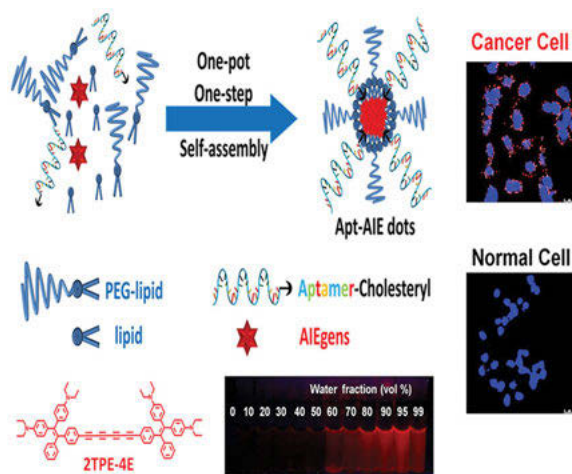 One-pot
One-step
Self-assembly
Apt-AIE dots
Cancer Cell
Normal Cell
PEG-lipid
Aptamer-Cholesteryl
lipid
AIEgens
2TPE-4E
Water fraction (vol %)
0 10 20 30 40 50 60 70 80 90 95 99